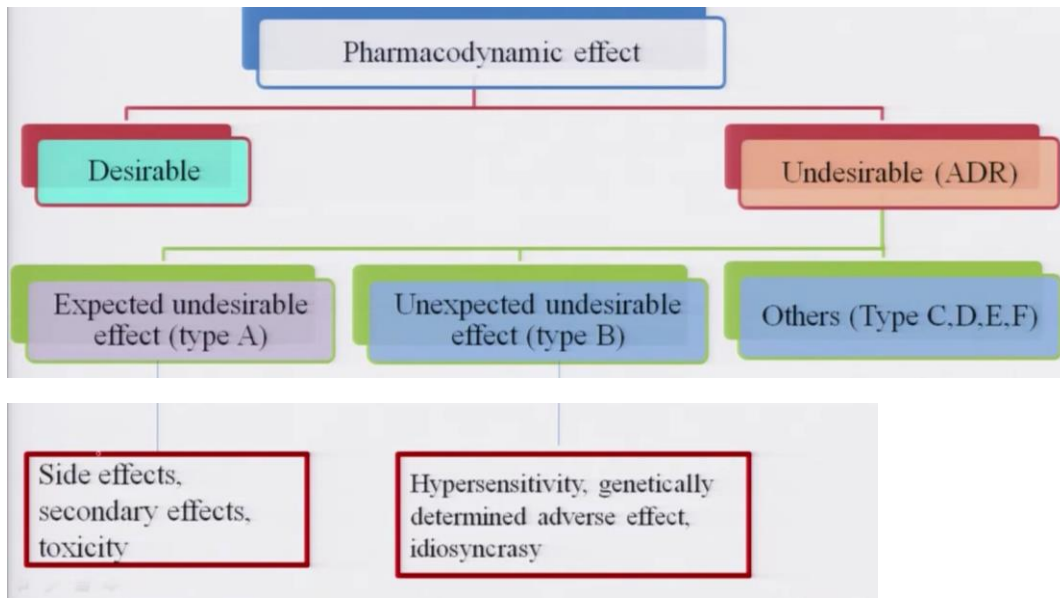 Pharmacodynamic effect
Desirable
Undesirable (ADR)
Expected undesirable
effect (type A)
Unexpected undesirable
effect (type B)
Others (Type C,D,E,F)
Side effects,
secondary effects,
toxicity
Hypersensitivity, genetically
determined adverse effect,
idiosyncrasy